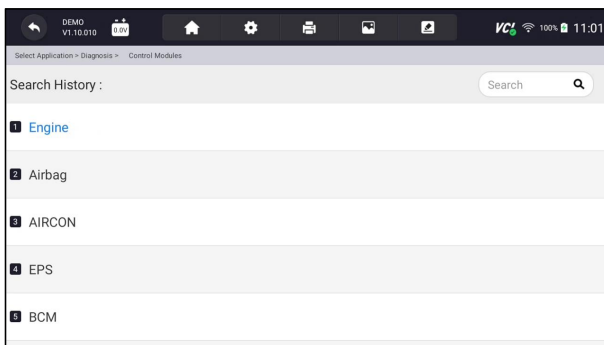 DEMO
V1.10.010
0.0V
VCI 100% 11:01
Select Application > Diagnosis > Control Modules
Search History :
Search
1 Engine
2 Airbag
3 AIRCON
4 EPS
5 BCM